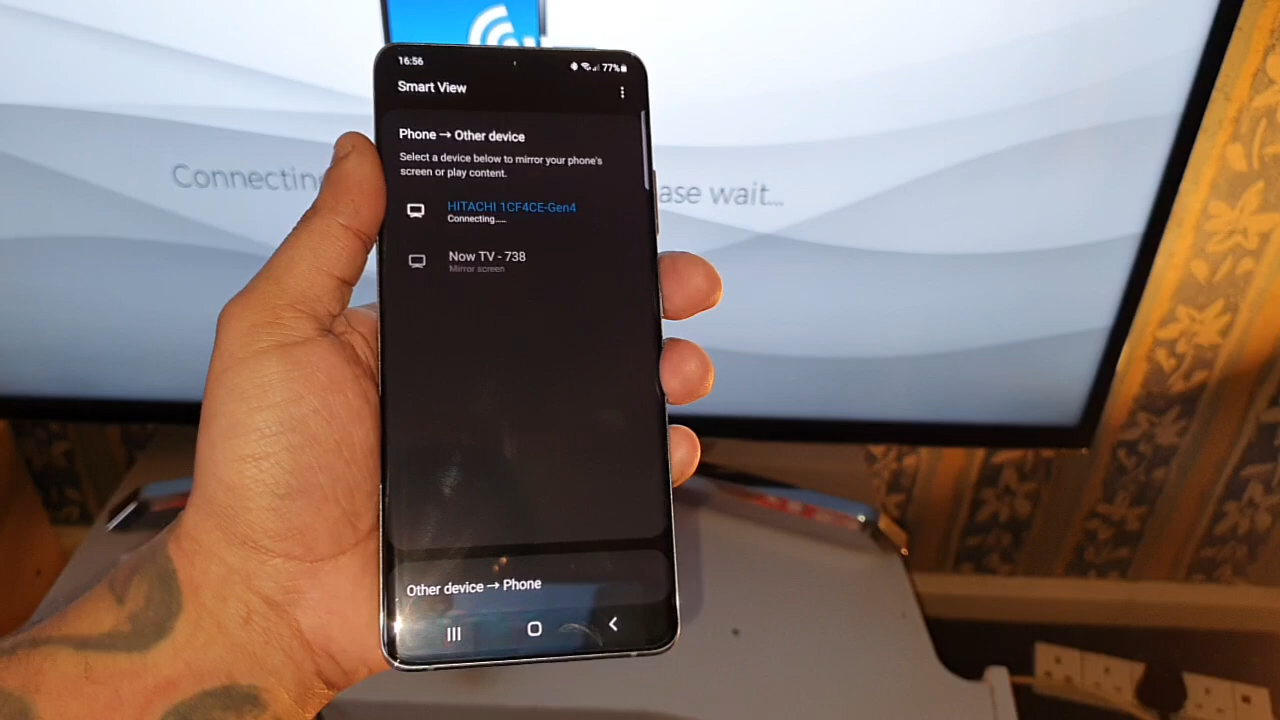 16:56
77%
Smart View
Phone → Other device
Select a device below to mirror your phone's
screen or play content.
Connecting
ase wait...
HITACHI 1CF4CE-Gen4
Connecting.....
Now TV - 738
Mirror screen
Other device → Phone